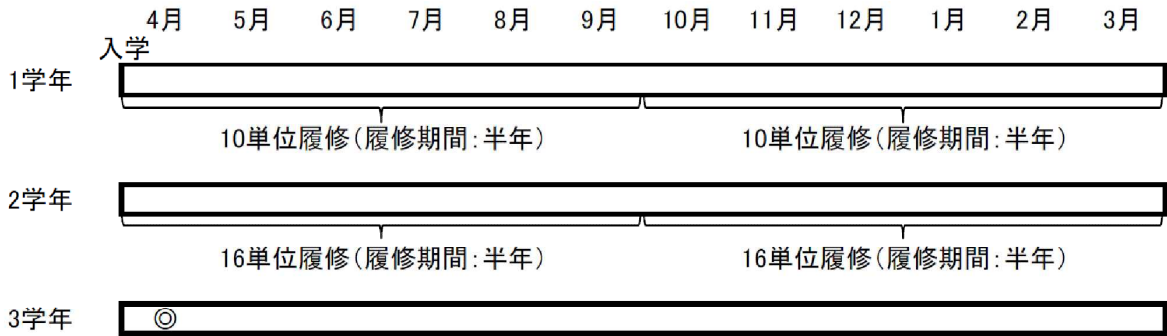 4月 5月 6月 7月 8月 9月 10月 11月 12月 1月 2月 3月
入学
1学年
10単位履修(履修期間:半年) 10単位履修(履修期間:半年)
2学年
16単位履修(履修期間:半年) 16単位履修(履修期間:半年)
3学年 ◎